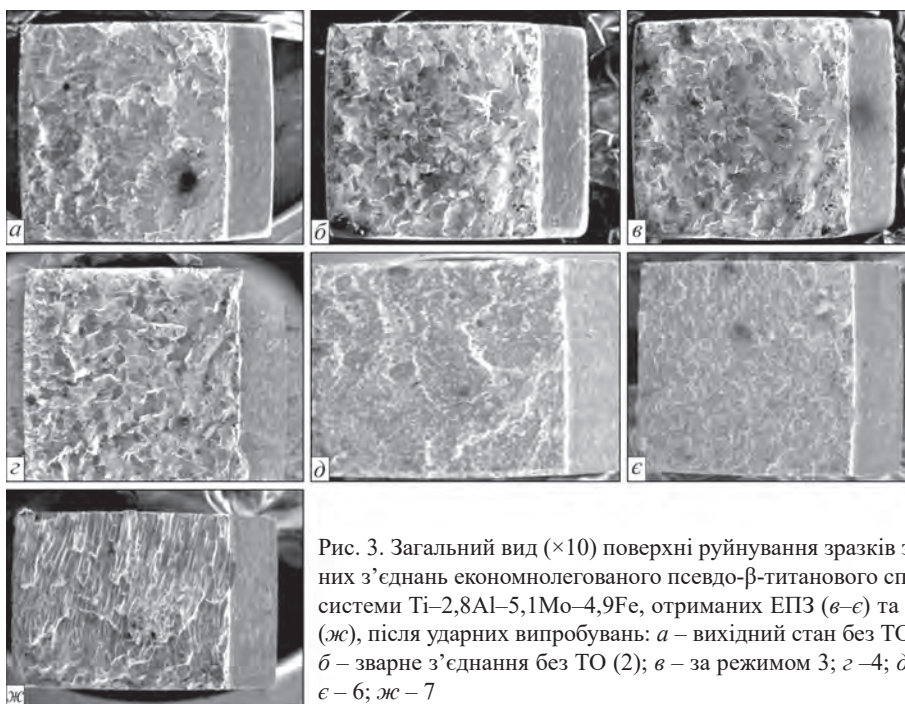 а
б
в
г
д
є
ж
Рис. 3. Загальний вид (×10) поверхні руйнування зразків з
них з’єднань економнолегованого псевдо-β-титанового сп
системи Ti–2,8Al–5,1Mo–4,9Fe, отриманих ЕПЗ (в–є) та
(ж), після ударних випробувань: а – вихідний стан без ТО
б – зварне з’єднання без ТО (2); в – за режимом 3; г –4; д
є – 6; ж – 7